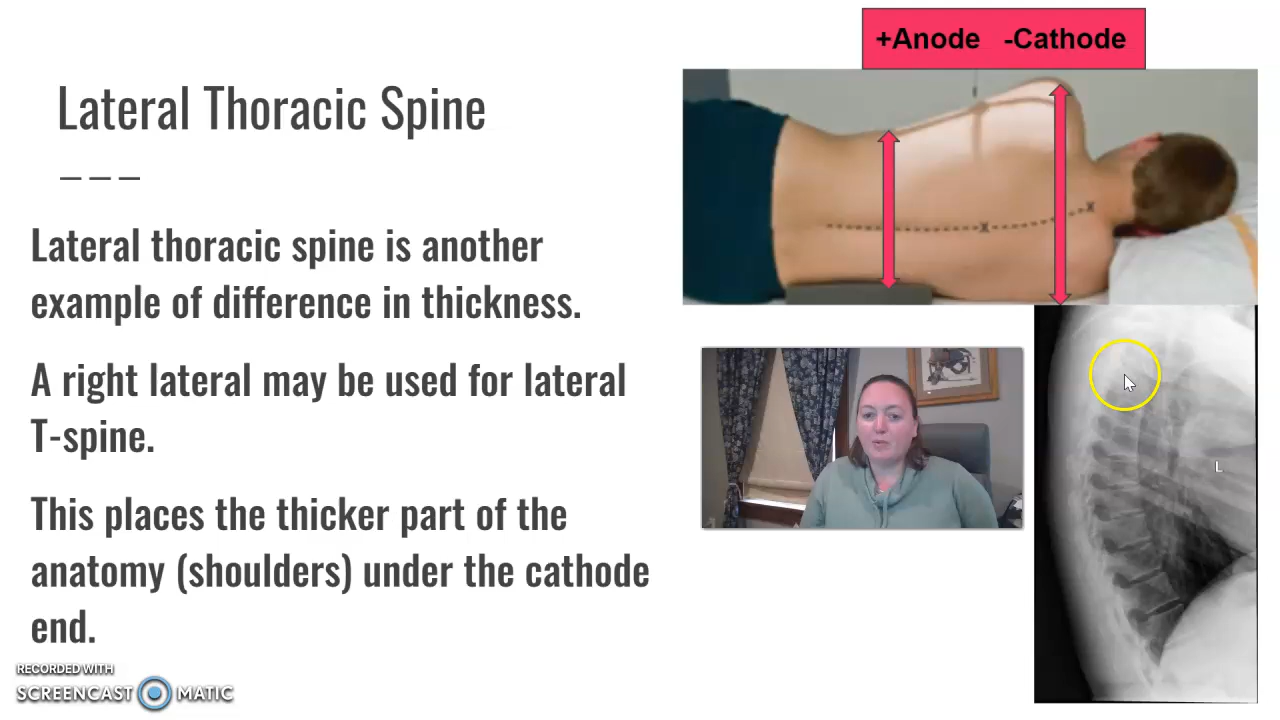 +Anode -Cathode
Lateral Thoracic Spine
Lateral thoracic spine is another
example of difference in thickness.
A right lateral may be used for lateral
T-spine.
This places the thicker part of the
anatomy (shoulders) under the cathode
end.
x
x
L
RECORDED WITH
SCREENCAST MATIC